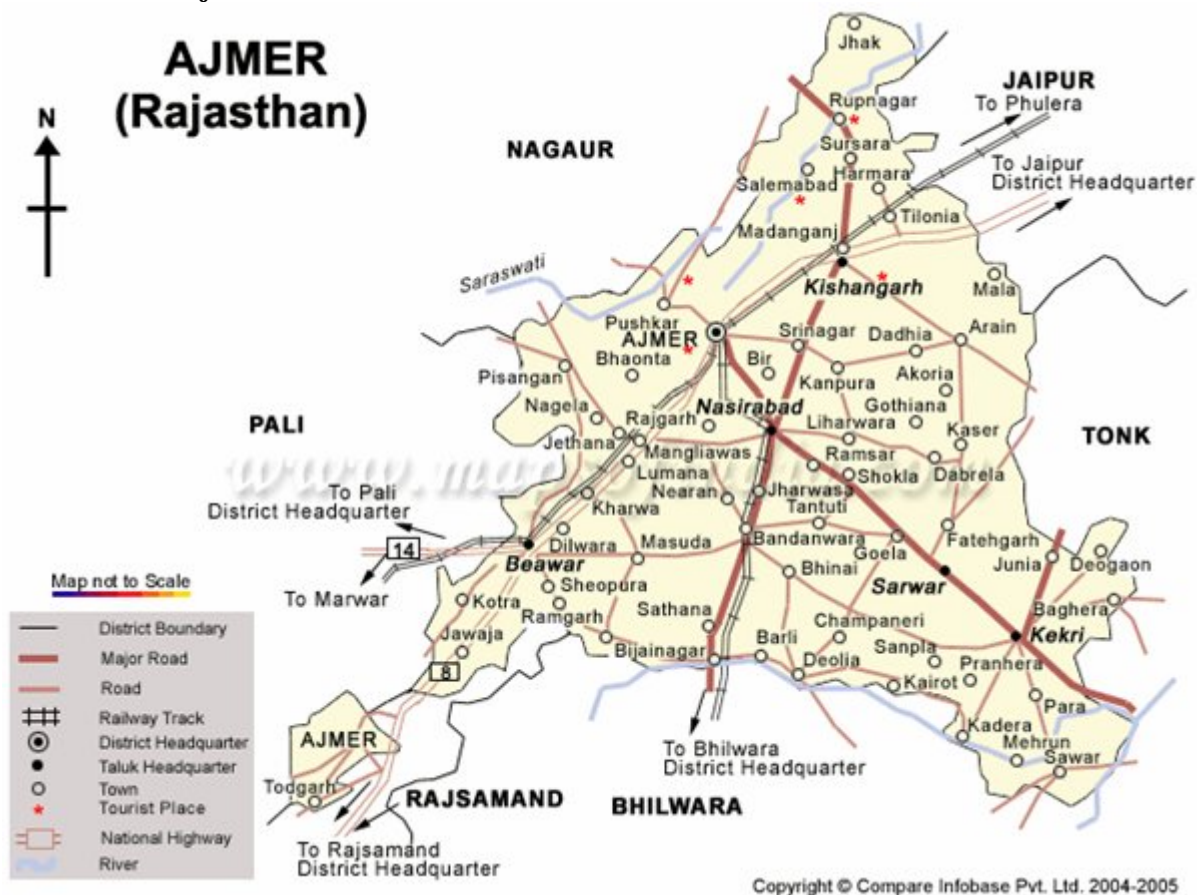 AJMER
(Rajasthan)
N
Jhak
JAIPUR
To Phulera
Rupnagar
NAGAUR
Sursara
To Jaipur
District Headquarter
Salemabad
Harmara
Tilonia
Madanganj
Saraswati
Kishangarh
Mala
Pushkar
AJMER
Srinagar
Dadhia
Arain
Bhaonta
Bir
Pisangan
Kanpura
Akoria
Nagela
Rajgarh
Nasirabad
Gothiana
PALI
Jethana
Liharwara
Kaser
TONK
Mangliawas
Ramsar
Lumana
Shokla
Dabrela
To Pali
District Headquarter
Nearan
Jharwasa
Kharwa
Tantuti
14
Dilwara
Masuda
Bandanwara
Goela
Fatehgarh
Beawar
Bhinai
Junia
Deogaon
Map not to Scale
To Marwar
Sheopura
Sarwar
Kotra
Ramgarh
Sathana
Baghera
District Boundary
Jawaja
Champaneri
Kekri
Major Road
Bijainagar
Barli
Sanpla
8
Deolia
Pranhera
Road
Kairot
Railway Track
Para
District Headquarter
AJMER
Kadera
Taluk Headquarter
To Bhilwara
District Headquarter
Mehrun
Town
Sawar
Tourist Place
Todgarh
RAJSAMAND
BHILWARA
National Highway
To Rajsamand
District Headquarter
River
Copyright © Compare Infobase Pvt. Ltd. 2004-2005